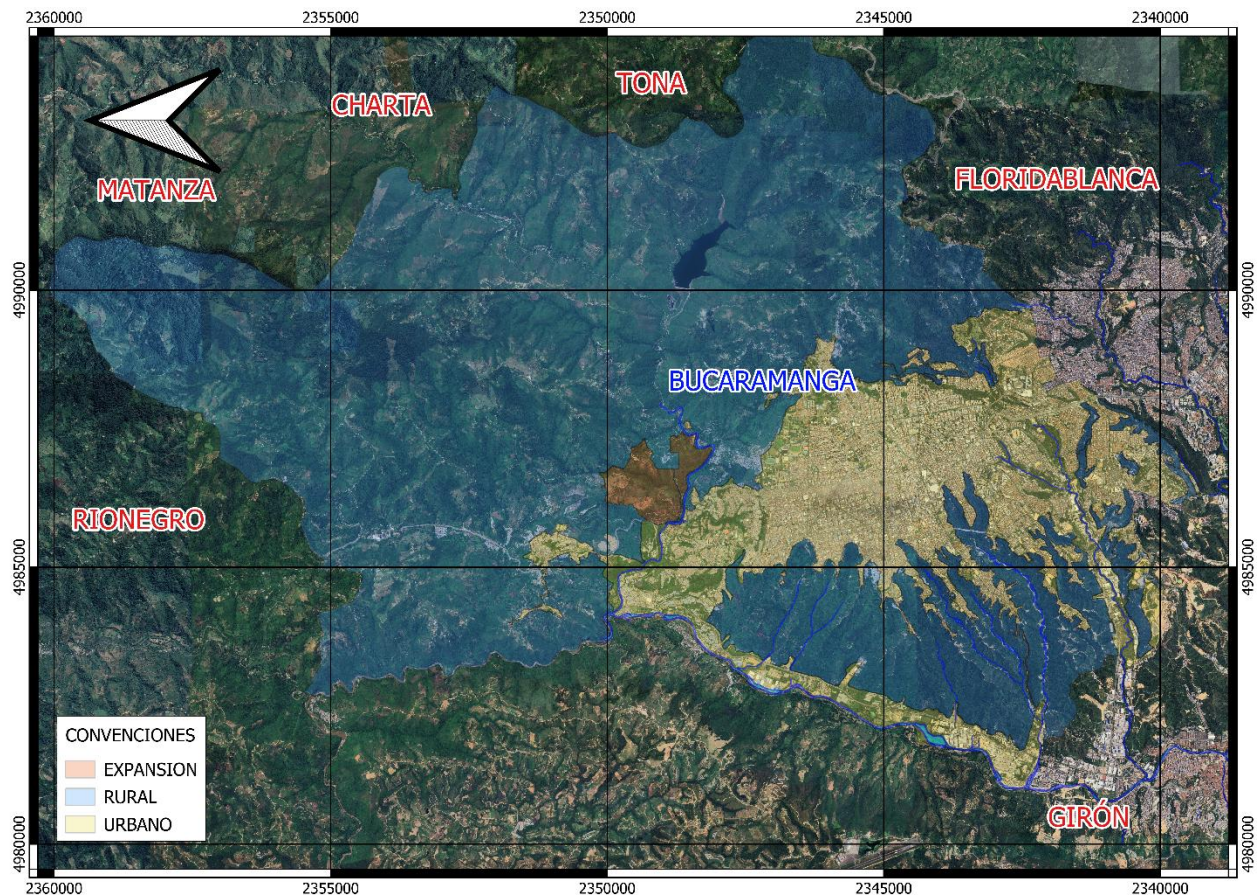 2360000 2355000 2350000 2345000 2340000
TONA
CHARTA
MATANZA
FLORIDABLANCA
4990000 4990000
BUCARAMANGA
RIONEGRO
4985000 4985000
CONVENCIONES
EXPANSION
RURAL
URBANO
GIRÓN
4980000 4980000
2360000 2355000 2350000 2345000 2340000